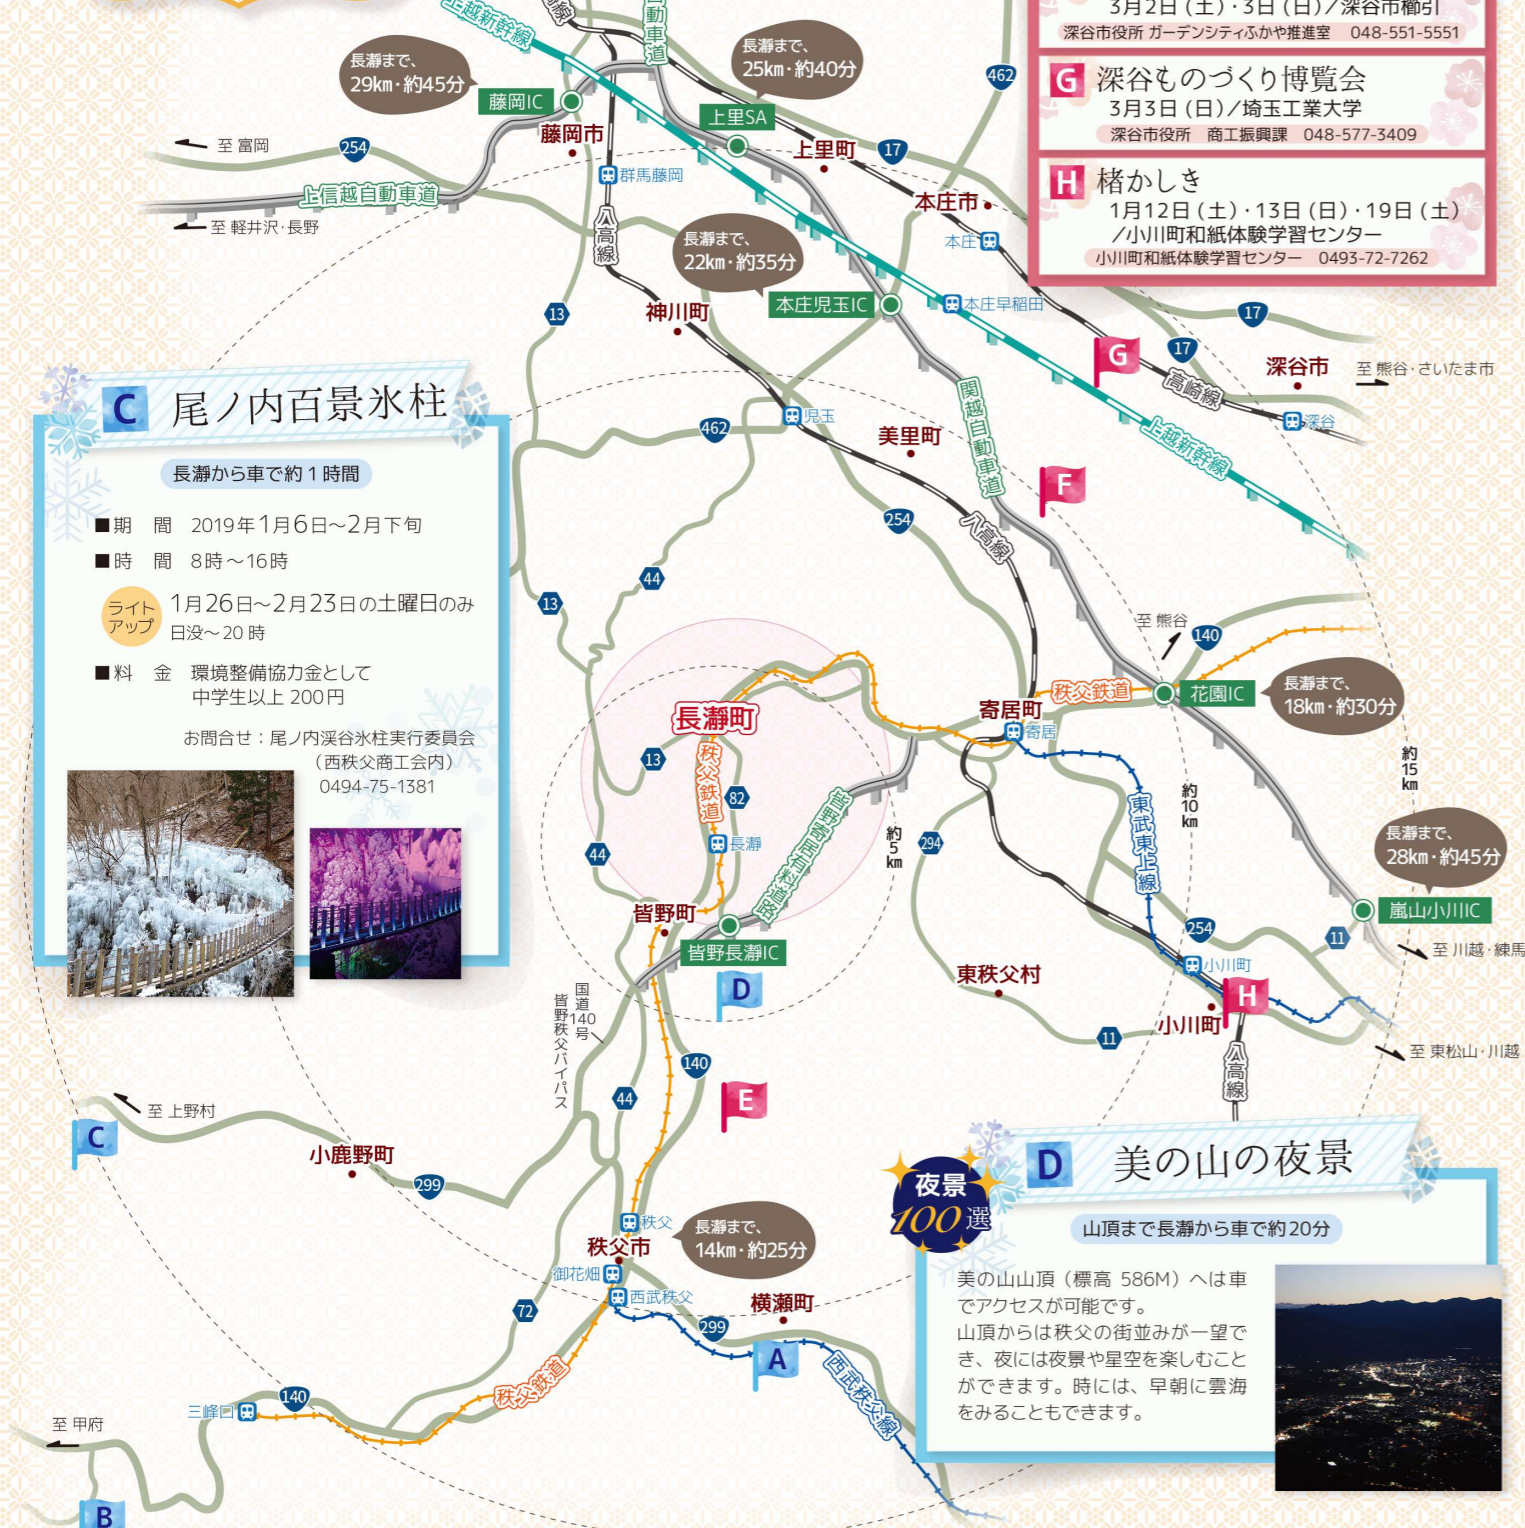 上越新幹線
高線
動車道
3月2日（土）・3日（日）／深谷市櫛引
深谷市役所 ガーデンシティふかや推進室　048-551-5551
G 深谷ものづくり博覧会
3月3日（日）／埼玉工業大学
深谷市役所　商工振興課　048-577-3409
H 楮かしき
1月12日（土）・13日（日）・19日（土）
／小川町和紙体験学習センター
小川町和紙体験学習センター　0493-72-7262
長瀞まで、
29km・約45分
藤岡IC
藤岡市
長瀞まで、
25km・約40分
上里SA
上里町
462
17
至 富岡
254
上信越自動車道
至 軽井沢・長野
群馬藤岡
八高線
本庄市
本庄
長瀞まで、
22km・約35分
本庄児玉IC
本庄早稲田
13
神川町
17
17
G
深谷市
至 熊谷・さいたま市
高崎線
深谷
上越新幹線
関越自動車道
462
児玉
美里町
F
254
八高線
C 尾ノ内百景氷柱
長瀞から車で約1時間
■期　間　2019年1月6日～2月下旬
■時　間　8時～16時
ライト
アップ
1月26日～2月23日の土曜日のみ
日没～20時
■料　金　環境整備協力金として
中学生以上 200円
お問合せ：尾ノ内渓谷氷柱実行委員会
（西秩父商工会内）
0494-75-1381
13
44
至 熊谷
140
秩父鉄道
花園IC
長瀞まで、
18km・約30分
寄居町
寄居
長瀞町
秩父鉄道
13
82
長瀞
44
皆野寄居有料道路
約5km
294
東武東上線
約10km
約15km
長瀞まで、
28km・約45分
嵐山小川IC
至 川越・練馬
皆野町
皆野長瀞IC
D
254
11
小川町
東秩父村
H
小川町
11
至 東松山・川越
八高線
国道140号
皆野秩父バイパス
140
44
E
至 上野村
C
小鹿野町
299
秩父
長瀞まで、
14km・約25分
秩父市
御花畑
西武秩父
横瀬町
72
299
A
西武秩父線
秩父鉄道
140
三峰口
至 甲府
B
夜景
100選
D 美の山の夜景
山頂まで長瀞から車で約20分
美の山山頂（標高 586M）へは車
でアクセスが可能です。
山頂からは秩父の街並みが一望で
き、夜には夜景や星空を楽しむこと
ができます。時には、早朝に雲海
をみることもできます。